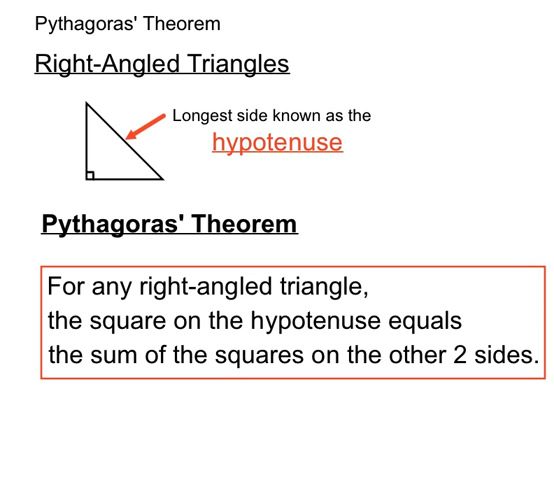 Pythagoras' Theorem
Right-Angled Triangles
Longest side known as the
hypotenuse
Pythagoras' Theorem
For any right-angled triangle,
the square on the hypotenuse equals
the sum of the squares on the other 2 sides.